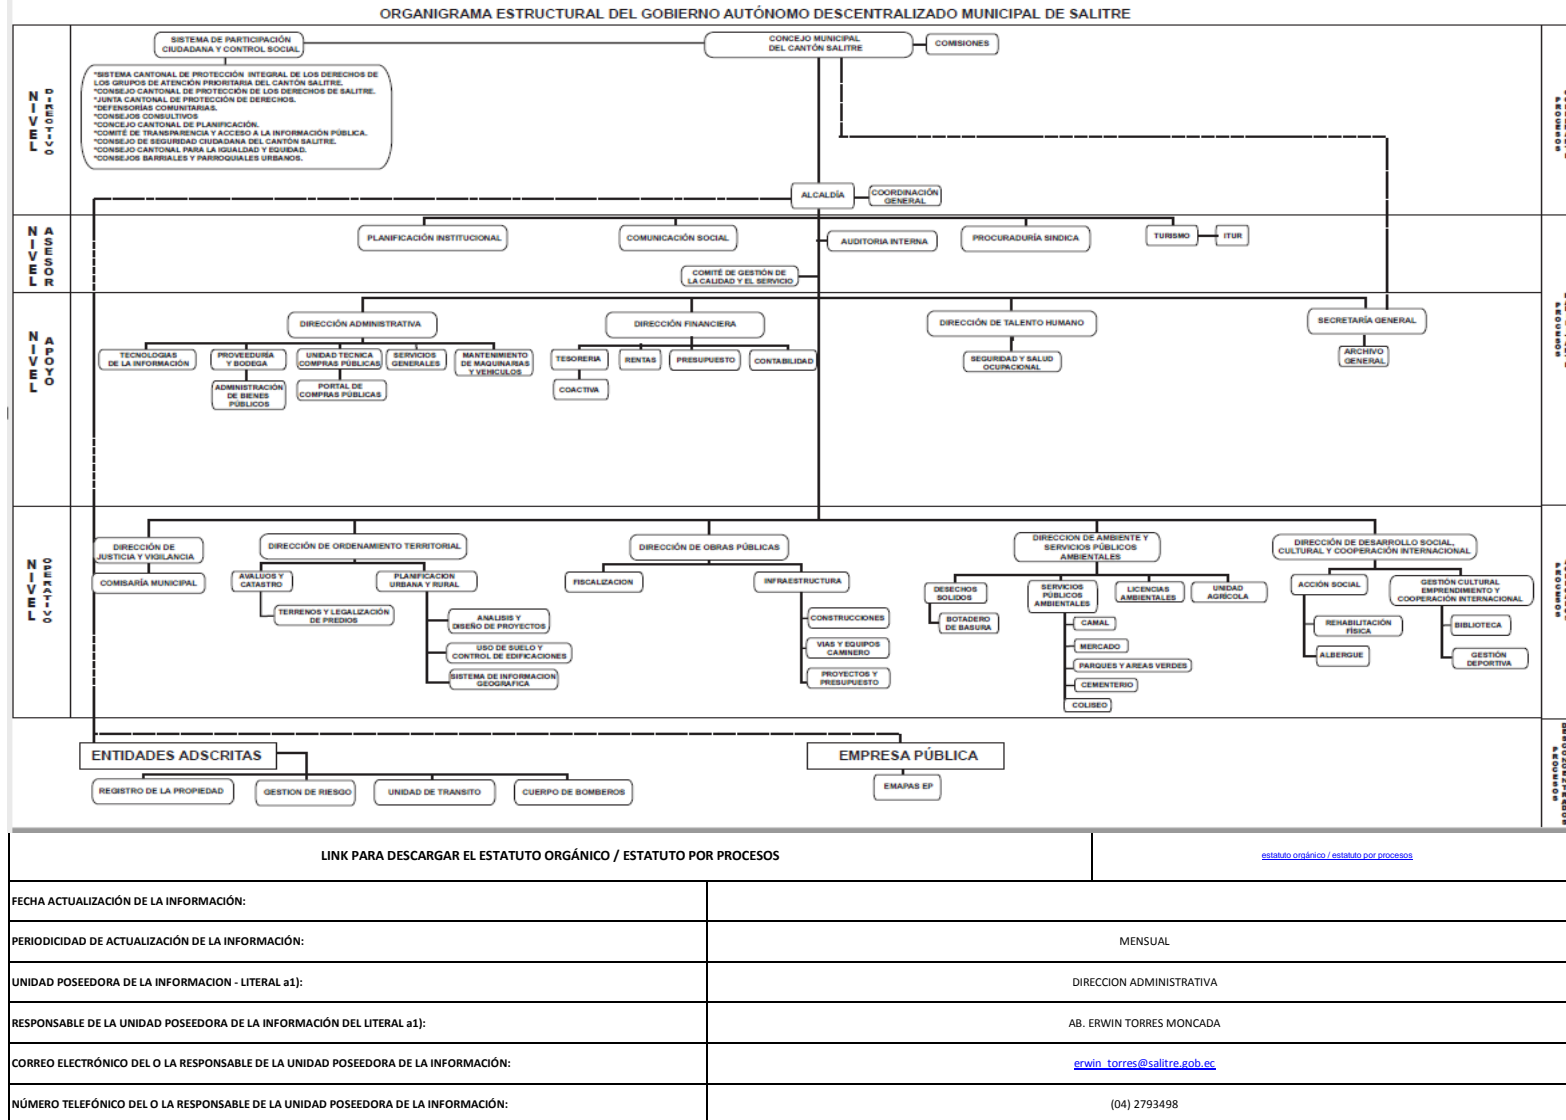 ORGANIGRAMA ESTRUCTURAL DEL GOBIERNO AUTÓNOMO DESCENTRALIZADO MUNICIPAL DE SALITRE
SISTEMA DE PARTICIPACIÓN
CIUDADANA Y CONTROL SOCIAL
CONCEJO MUNICIPAL
DEL CANTÓN SALITRE
COMISIONES
*SISTEMA CANTONAL DE PROTECCIÓN INTEGRAL DE LOS DERECHOS DE
LOS GRUPOS DE ATENCIÓN PRIORITARIA DEL CANTÓN SALITRE.
*CONSEJO CANTONAL DE PROTECCIÓN DE LOS DERECHOS DE SALITRE.
*JUNTA CANTONAL DE PROTECCIÓN DE DERECHOS.
*DEFENSORÍAS COMUNITARIAS.
*CONSEJOS CONSULTIVOS
*CONCEJO CANTONAL DE PLANIFICACIÓN.
*COMITÉ DE TRANSPARENCIA Y ACCESO A LA INFORMACIÓN PÚBLICA.
*CONSEJO DE SEGURIDAD CIUDADANA DEL CANTÓN SALITRE.
*CONSEJO CANTONAL PARA LA IGUALDAD Y EQUIDAD.
*CONSEJOS BARRIALES Y PARROQUIALES URBANOS.
NIVEL DIRECTIVO
PROCESOS
ALCALDÍA
COORDINACIÓN
GENERAL
NIVEL ASESOR
PLANIFICACIÓN INSTITUCIONAL
COMUNICACIÓN SOCIAL
AUDITORIA INTERNA
PROCURADURÍA SINDICA
TURISMO
ITUR
COMITÉ DE GESTIÓN DE
LA CALIDAD Y EL SERVICIO
NIVEL APOYO
PROCESOS
DIRECCIÓN ADMINISTRATIVA
DIRECCIÓN FINANCIERA
DIRECCIÓN DE TALENTO HUMANO
SECRETARÍA GENERAL
TECNOLOGIAS
DE LA INFORMACIÓN
PROVEEDURÍA
Y BODEGA
UNIDAD TECNICA
COMPRAS PÚBLICAS
SERVICIOS
GENERALES
MANTENIMIENTO
DE MAQUINARIAS
Y VEHICULOS
TESORERIA
RENTAS
PRESUPUESTO
CONTABILIDAD
SEGURIDAD Y SALUD
OCUPACIONAL
ARCHIVO
GENERAL
ADMINISTRACIÓN
DE BIENES
PÚBLICOS
PORTAL DE
COMPRAS PÚBLICAS
COACTIVA
NIVEL OPERATIVO
PROCESOS
DIRECCIÓN DE
JUSTICIA Y VIGILANCIA
DIRECCIÓN DE ORDENAMIENTO TERRITORIAL
DIRECCIÓN DE OBRAS PÚBLICAS
DIRECCION DE AMBIENTE Y
SERVICIOS PÚBLICOS
AMBIENTALES
DIRECCIÓN DE DESARROLLO SOCIAL,
CULTURAL Y COOPERACIÓN INTERNACIONAL
COMISARÍA MUNICIPAL
AVALUOS Y
CATASTRO
PLANIFICACION
URBANA Y RURAL
FISCALIZACION
INFRAESTRUCTURA
DESECHOS
SOLIDOS
SERVICIOS
PÚBLICOS
AMBIENTALES
LICENCIAS
AMBIENTALES
UNIDAD
AGRÍCOLA
ACCIÓN SOCIAL
GESTIÓN CULTURAL
EMPRENDIMIENTO Y
COOPERACIÓN INTERNACIONAL
TERRENOS Y LEGALIZACIÓN
DE PREDIOS
ANALISIS Y
DISEÑO DE PROYECTOS
USO DE SUELO Y
CONTROL DE EDIFICACIONES
SISTEMA DE INFORMACION
GEOGRAFICA
CONSTRUCCIONES
VIAS Y EQUIPOS
CAMINERO
PROYECTOS Y
PRESUPUESTO
BOTADERO
DE BASURA
CAMAL
MERCADO
PARQUES Y AREAS VERDES
CEMENTERIO
COLISEO
REHABILITACIÓN
FÍSICA
ALBERGUE
BIBLIOTECA
GESTIÓN
DEPORTIVA
ENTIDADES ADSCRITAS
EMPRESA PÚBLICA
PROCESOS
REGISTRO DE LA PROPIEDAD
GESTION DE RIESGO
UNIDAD DE TRANSITO
CUERPO DE BOMBEROS
EMAPAS EP
LINK PARA DESCARGAR EL ESTATUTO ORGÁNICO / ESTATUTO POR PROCESOS
estatuto orgánico / estatuto por procesos
FECHA ACTUALIZACIÓN DE LA INFORMACIÓN:
PERIODICIDAD DE ACTUALIZACIÓN DE LA INFORMACIÓN:
MENSUAL
UNIDAD POSEEDORA DE LA INFORMACION - LITERAL a1):
DIRECCION ADMINISTRATIVA
RESPONSABLE DE LA UNIDAD POSEEDORA DE LA INFORMACIÓN DEL LITERAL a1):
AB. ERWIN TORRES MONCADA
CORREO ELECTRÓNICO DEL O LA RESPONSABLE DE LA UNIDAD POSEEDORA DE LA INFORMACIÓN:
erwin_torres@salitre.gob.ec
NÚMERO TELEFÓNICO DEL O LA RESPONSABLE DE LA UNIDAD POSEEDORA DE LA INFORMACIÓN:
(04) 2793498